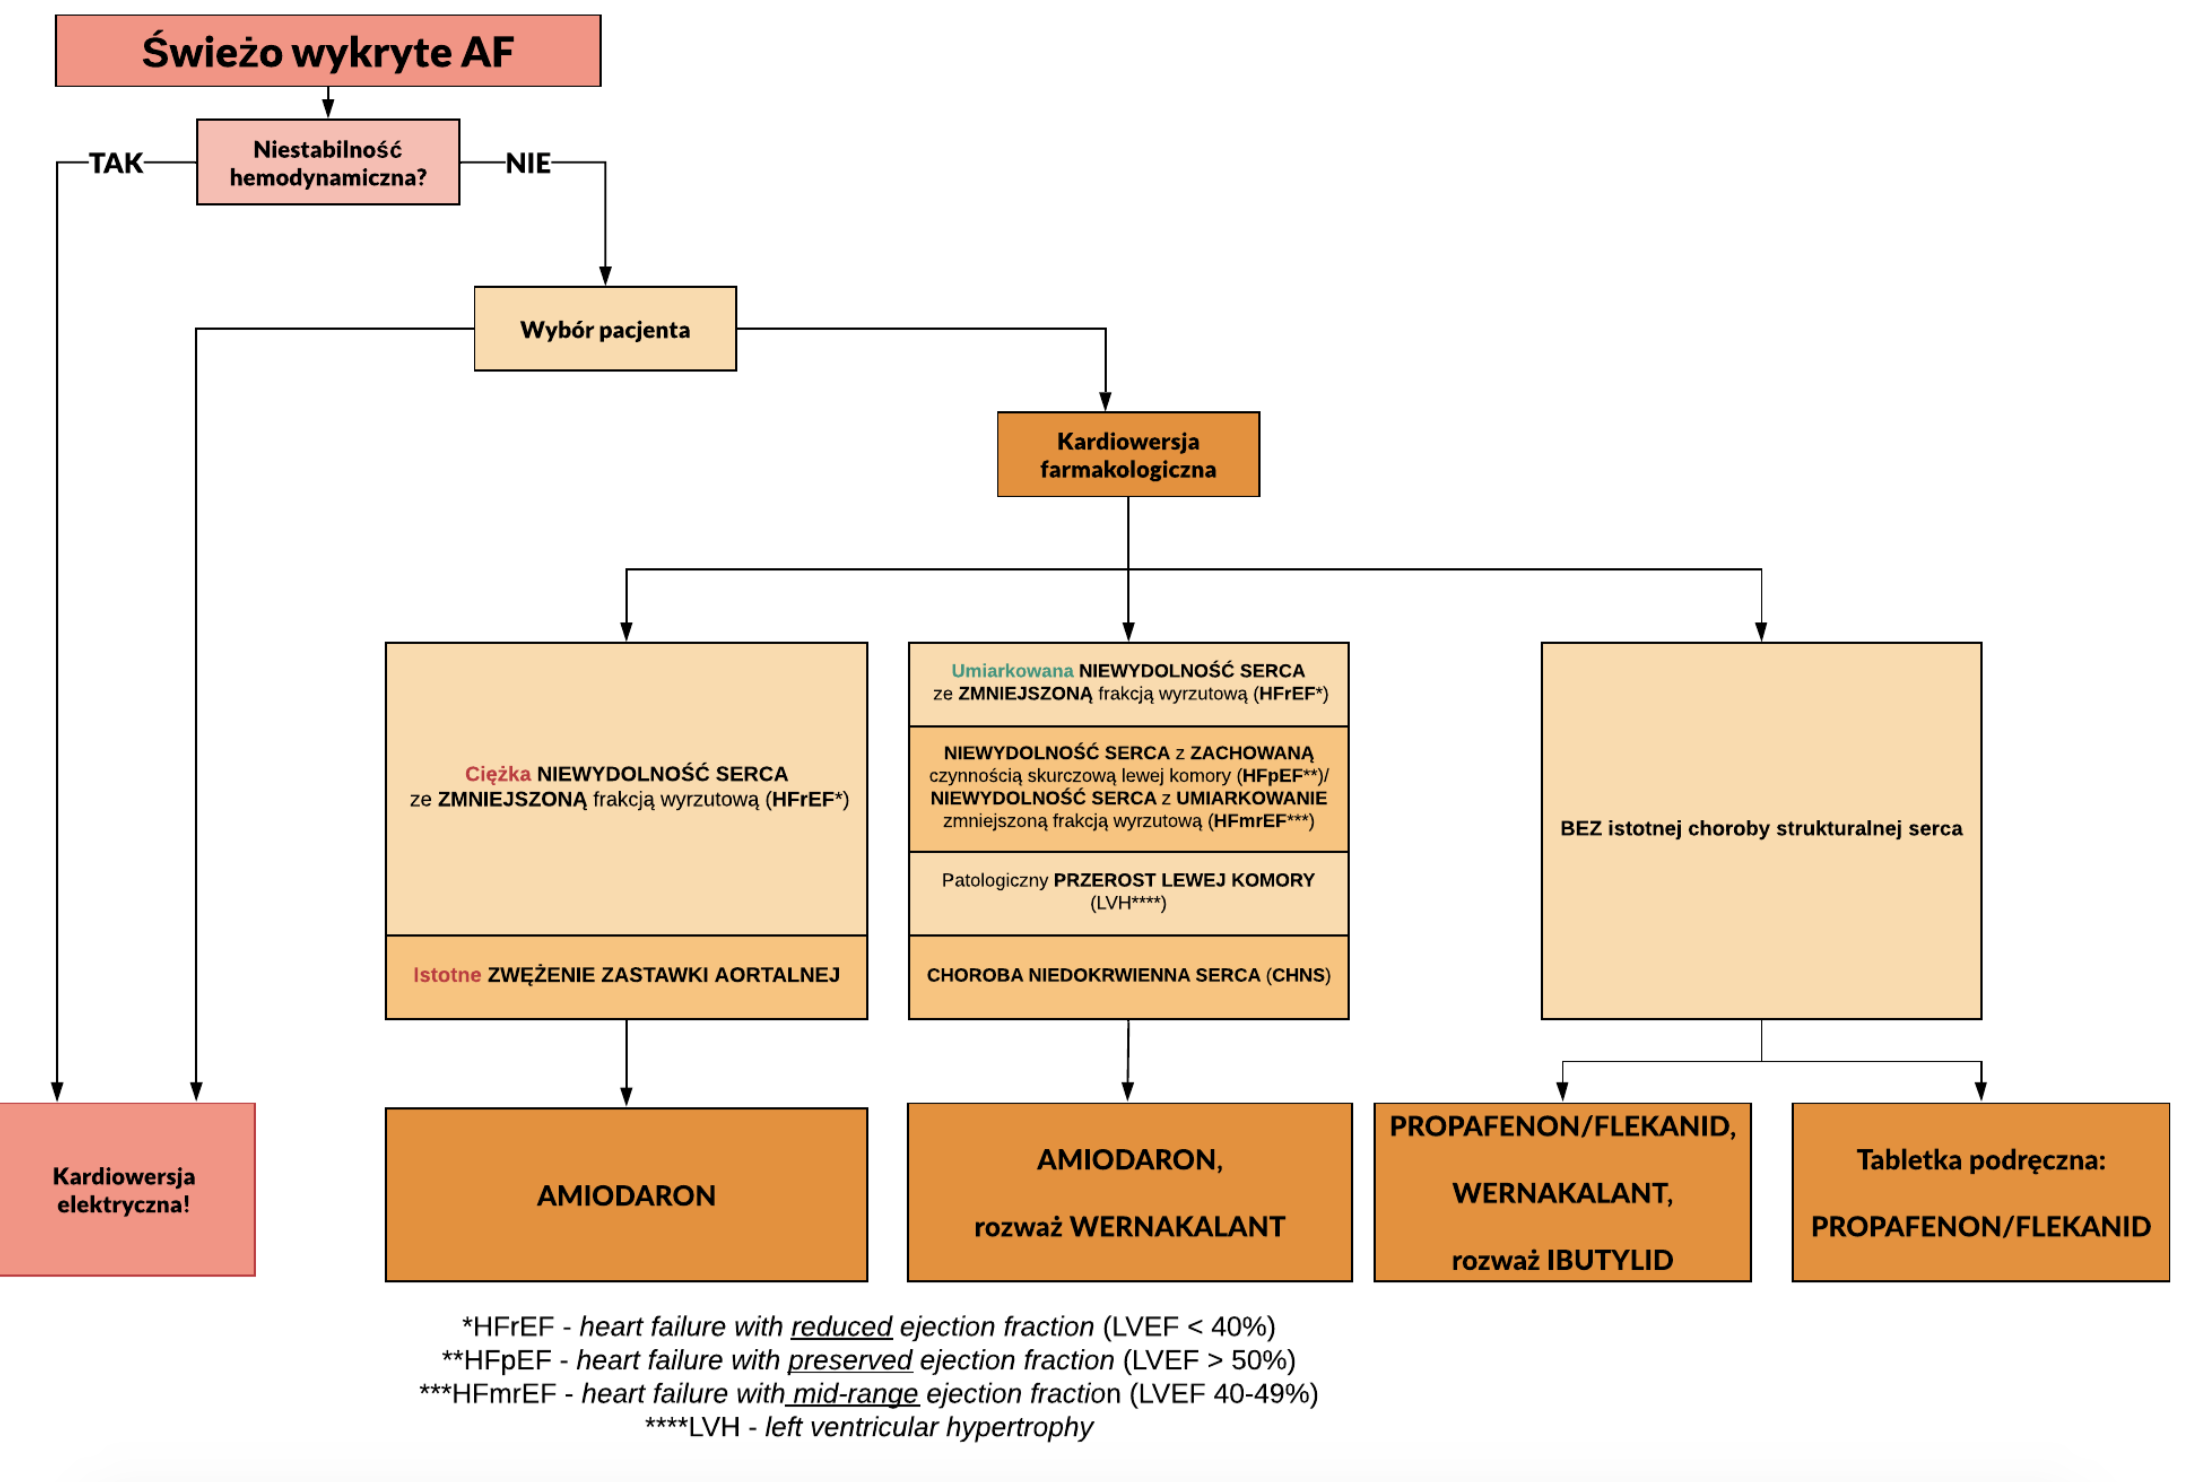 Świeżo wykryte AF
Niestabilność
hemodynamiczna?
TAK
NIE
Wybór pacjenta
Kardiowersja
farmakologiczna
Ciężka NIEWYDOLNOŚĆ SERCA
ze ZMNIEJSZONĄ frakcją wyrzutową (HFrEF*)
Istotne ZWĘŻENIE ZASTAWKI AORTALNEJ
Umiarkowana NIEWYDOLNOŚĆ SERCA
ze ZMNIEJSZONĄ frakcją wyrzutową (HFrEF*)
NIEWYDOLNOŚĆ SERCA z ZACHOWANĄ
czynnością skurczową lewej komory (HFpEF**)/
NIEWYDOLNOŚĆ SERCA z UMIARKOWANIE
zmniejszoną frakcją wyrzutową (HFmrEF***)
Patologiczny PRZEROST LEWEJ KOMORY
(LVH****)
CHOROBA NIEDOKRWIENNA SERCA (CHNS)
BEZ istotnej choroby strukturalnej serca
Kardiowersja
elektryczna!
AMIODARON
AMIODARON,
rozważ WERNAKALANT
PROPAFENON/FLEKANID,
WERNAKALANT,
rozważ IBUTYLID
Tabletka podręczna:
PROPAFENON/FLEKANID
*HFrEF - heart failure with reduced ejection fraction (LVEF < 40%)
**HFpEF - heart failure with preserved ejection fraction (LVEF > 50%)
***HFmrEF - heart failure with mid-range ejection fraction (LVEF 40-49%)
****LVH - left ventricular hypertrophy